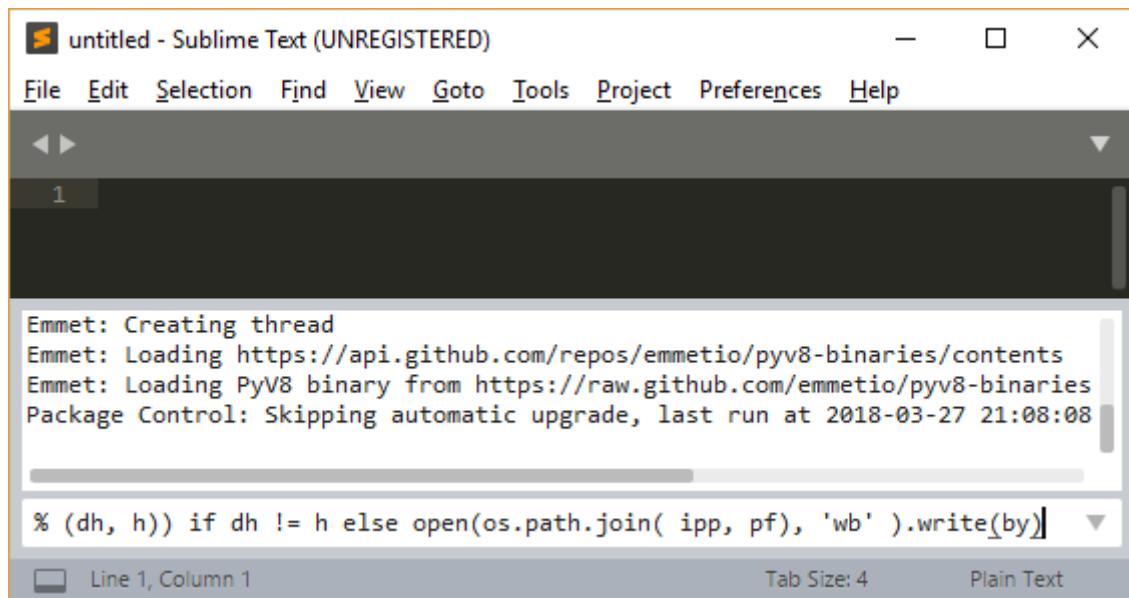 untitled - Sublime Text (UNREGISTERED)
File Edit Selection Find View Goto Tools Project Preferences Help
1
Emmet: Creating thread
Emmet: Loading https://api.github.com/repos/emmetio/pyv8-binaries/contents
Emmet: Loading PyV8 binary from https://raw.github.com/emmetio/pyv8-binaries
Package Control: Skipping automatic upgrade, last run at 2018-03-27 21:08:08
% (dh, h)) if dh != h else open(os.path.join( ipp, pf), 'wb' ).write(by)
Line 1, Column 1 Tab Size: 4 Plain Text